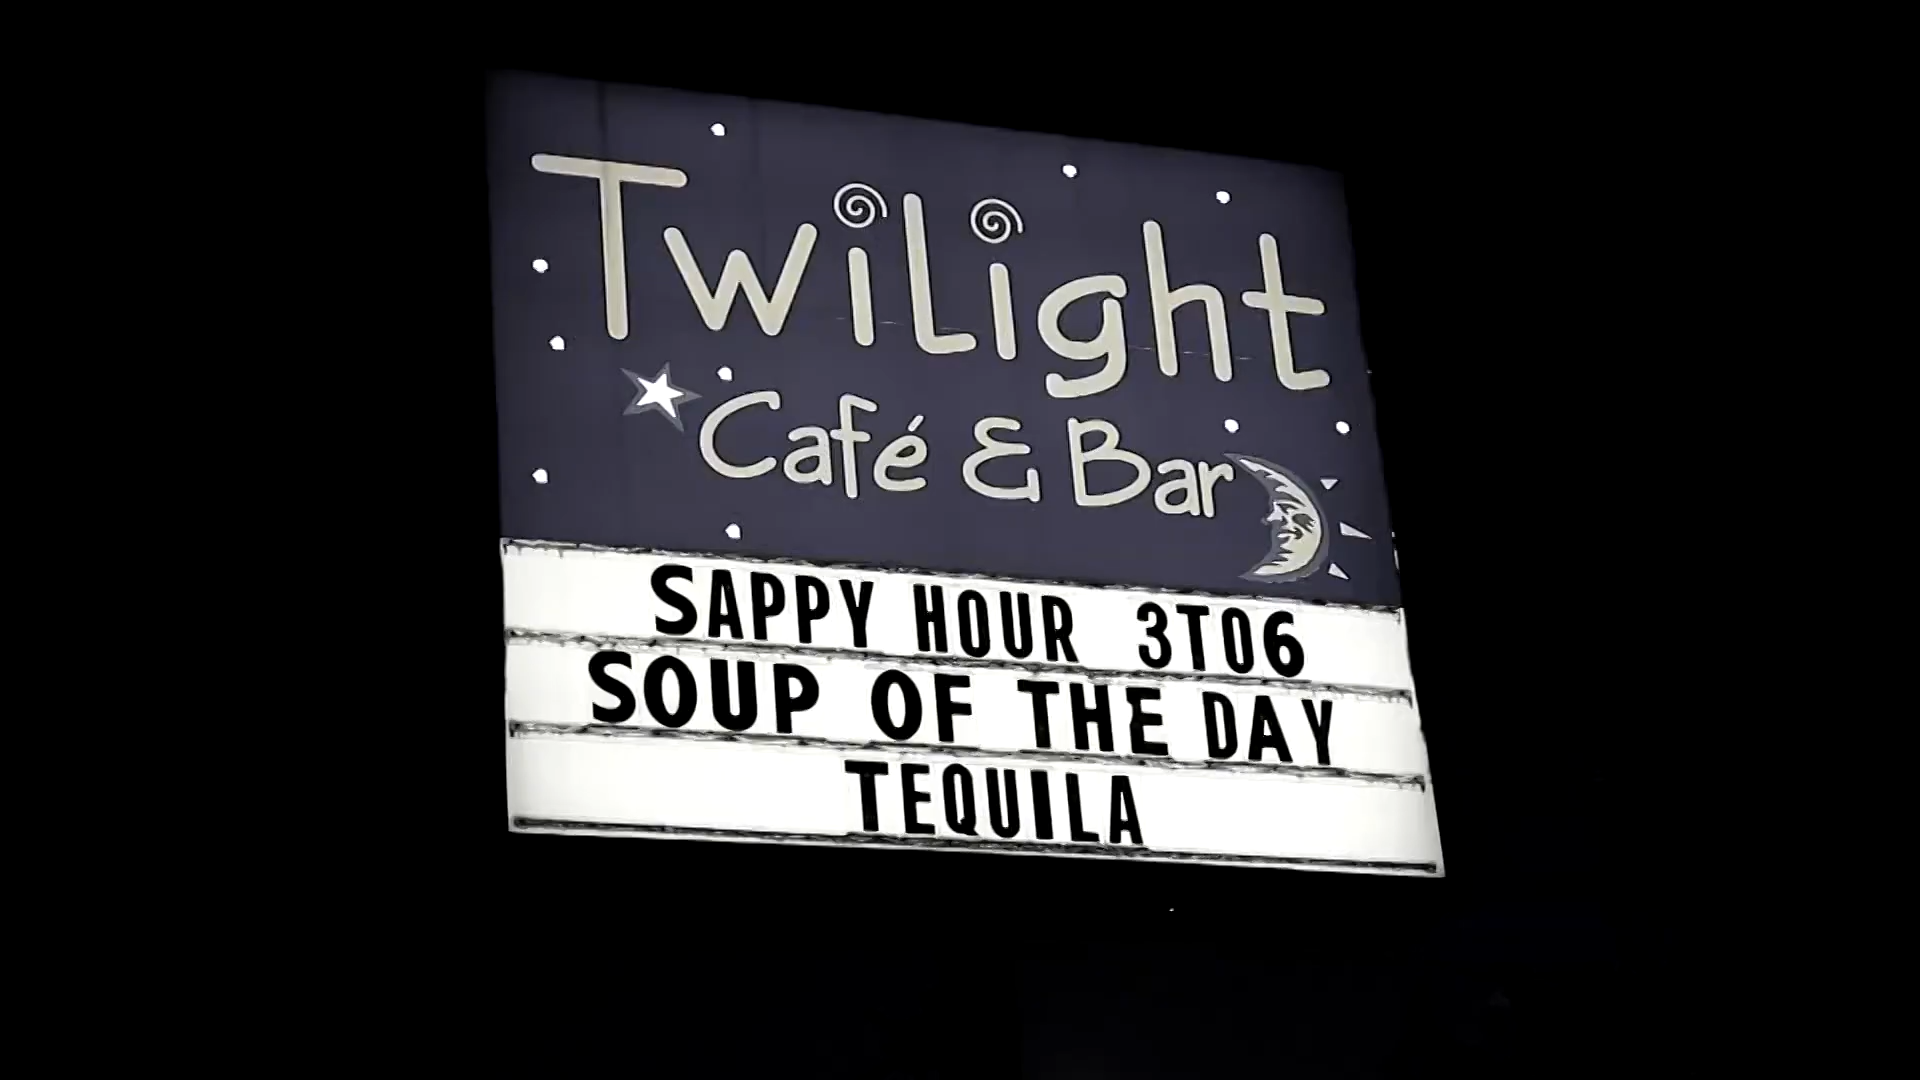 Twilight
Café & Bar
SAPPY HOUR 3TO6
SOUP OF THE DAY
TEQUILA